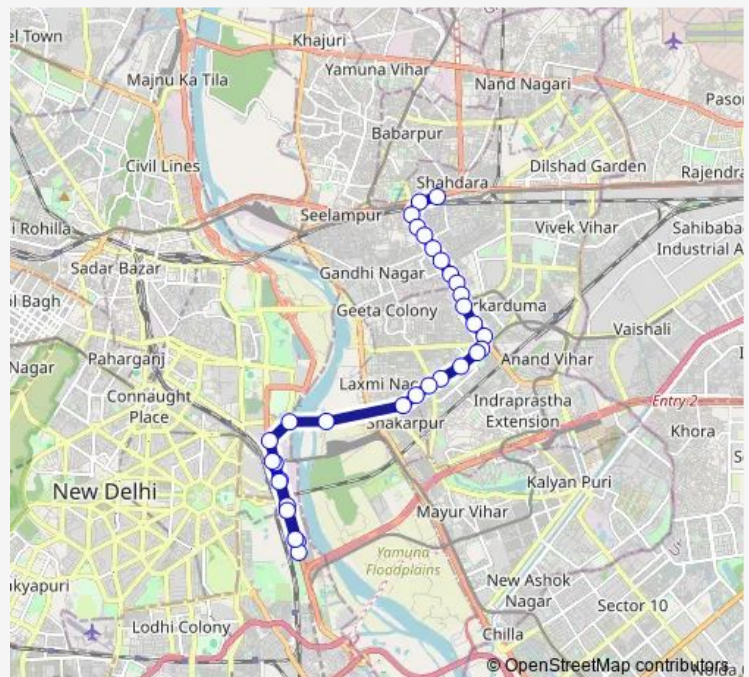 el Town
Khajuri
Majnu Ka Tila
Yamuna Vihar
Nand Nagari
Babarpur
Civil Lines
Dilshad Garden
Shahdara
Rajendra
Seelampur
i Rohilla
Vivek Vihar
Sahibaba
Industrial A
Sadar Bazar
Gandhi Nagar
il Bagh
Geeta Colony
rkarduma
Vaishali
Nagar
Paharganj
Anand Vihar
Laxmi Nag
Connaught
Place
Indraprastha
Extension
Entry 2
Shakarpur
Khora
New Delhi
Kalyan Puri
Mayur Vihar
Yamuna
Floodplains
New Ashok
Nagar
Sector 10
akyapuri
Lodhi Colony
Chilla
© OpenStreetMap contributors